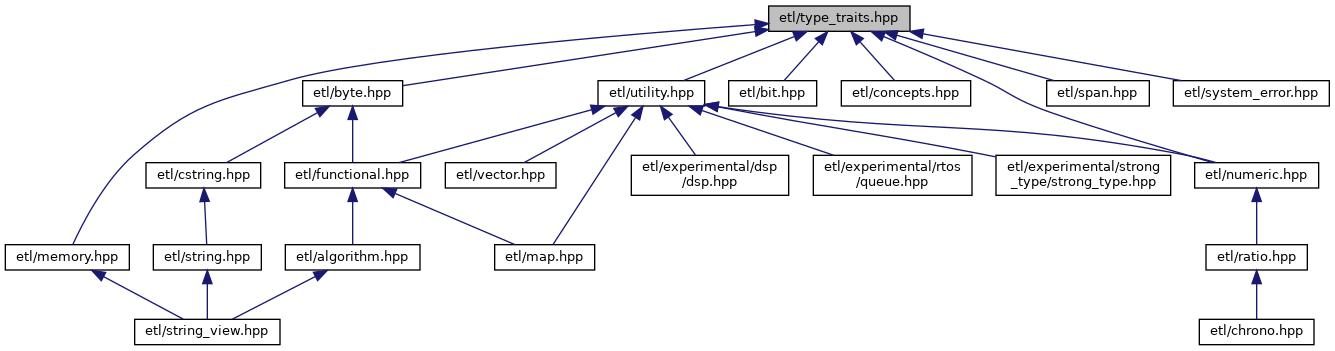 etl/type_traits.hpp
etl/byte.hpp
etl/utility.hpp
etl/bit.hpp
etl/concepts.hpp
etl/span.hpp
etl/system_error.hpp
etl/cstring.hpp
etl/functional.hpp
etl/vector.hpp
etl/experimental/dsp
/dsp.hpp
etl/experimental/rtos
/queue.hpp
etl/experimental/strong
_type/strong_type.hpp
etl/numeric.hpp
etl/memory.hpp
etl/string.hpp
etl/algorithm.hpp
etl/map.hpp
etl/ratio.hpp
etl/string_view.hpp
etl/chrono.hpp